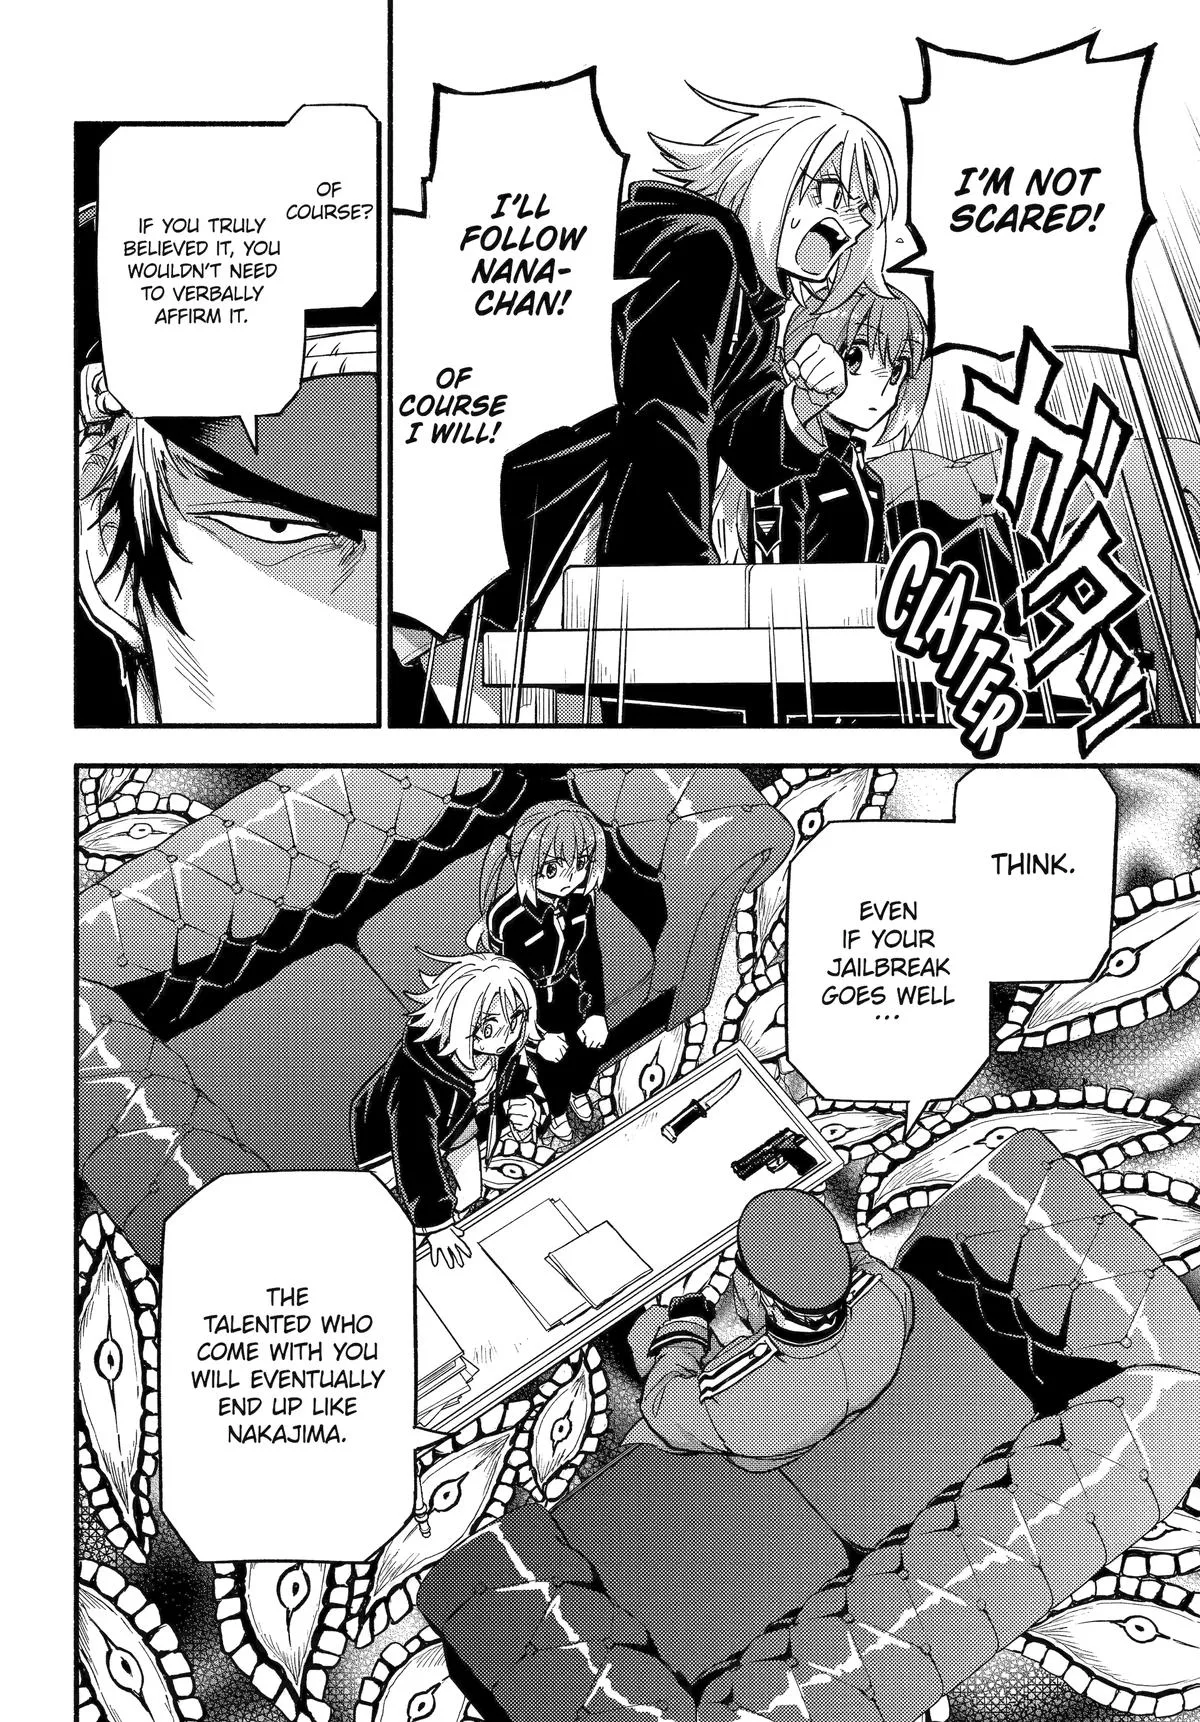 I'M NOT
SCARED!
I'LL
FOLLOW
NANA-
CHAN!
OF
COURSE
I WILL!
ガタッ
CLATTER
OF
COURSE?
IF YOU TRULY
BELIEVED IT, YOU
WOULDN'T NEED
TO VERBALLY
AFFIRM IT.
THINK.
EVEN
IF YOUR
JAILBREAK
GOES WELL
...
THE
TALENTED WHO
COME WITH YOU
WILL EVENTUALLY
END UP LIKE
NAKAJIMA.